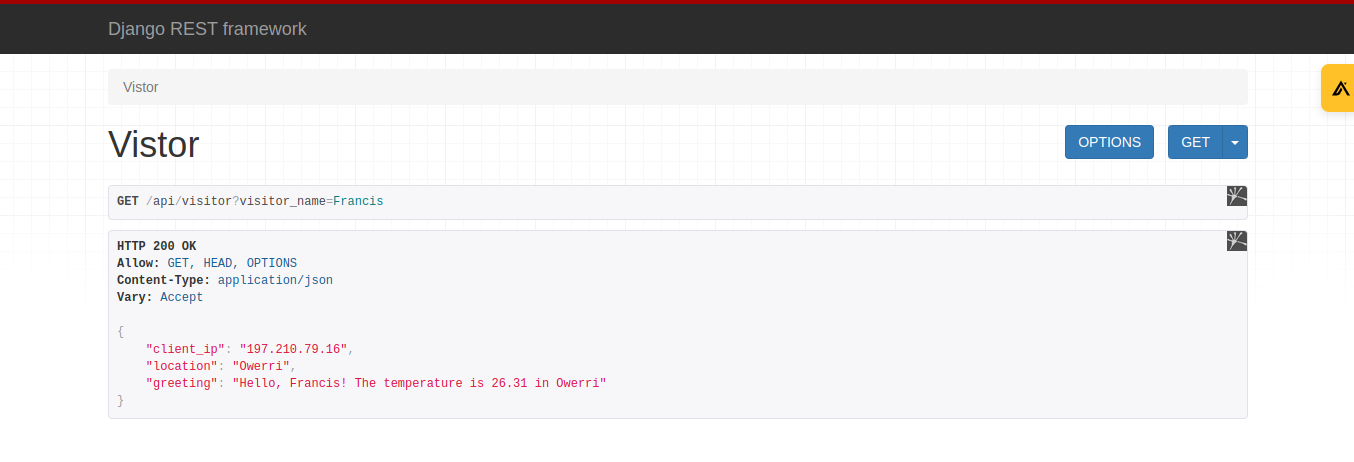 Django REST framework
Vistor
Vistor
OPTIONS
GET
GET /api/visitor?visitor_name=Francis
HTTP 200 OK
Allow: GET, HEAD, OPTIONS
Content-Type: application/json
Vary: Accept
{
    "client_ip": "197.210.79.16",
    "location": "Owerri",
    "greeting": "Hello, Francis! The temperature is 26.31 in Owerri"
}